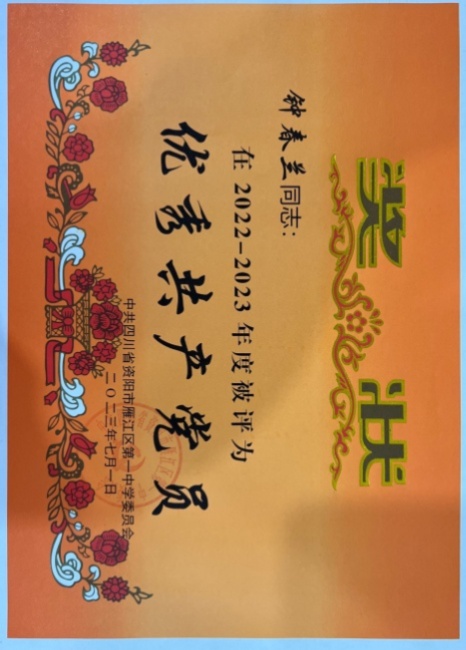 奖状
钟春兰同志：
在2022-2023年度被评为
优秀共产党员
中共四川省资阳市雁江区第一中学委员会
二〇二三年七月一日